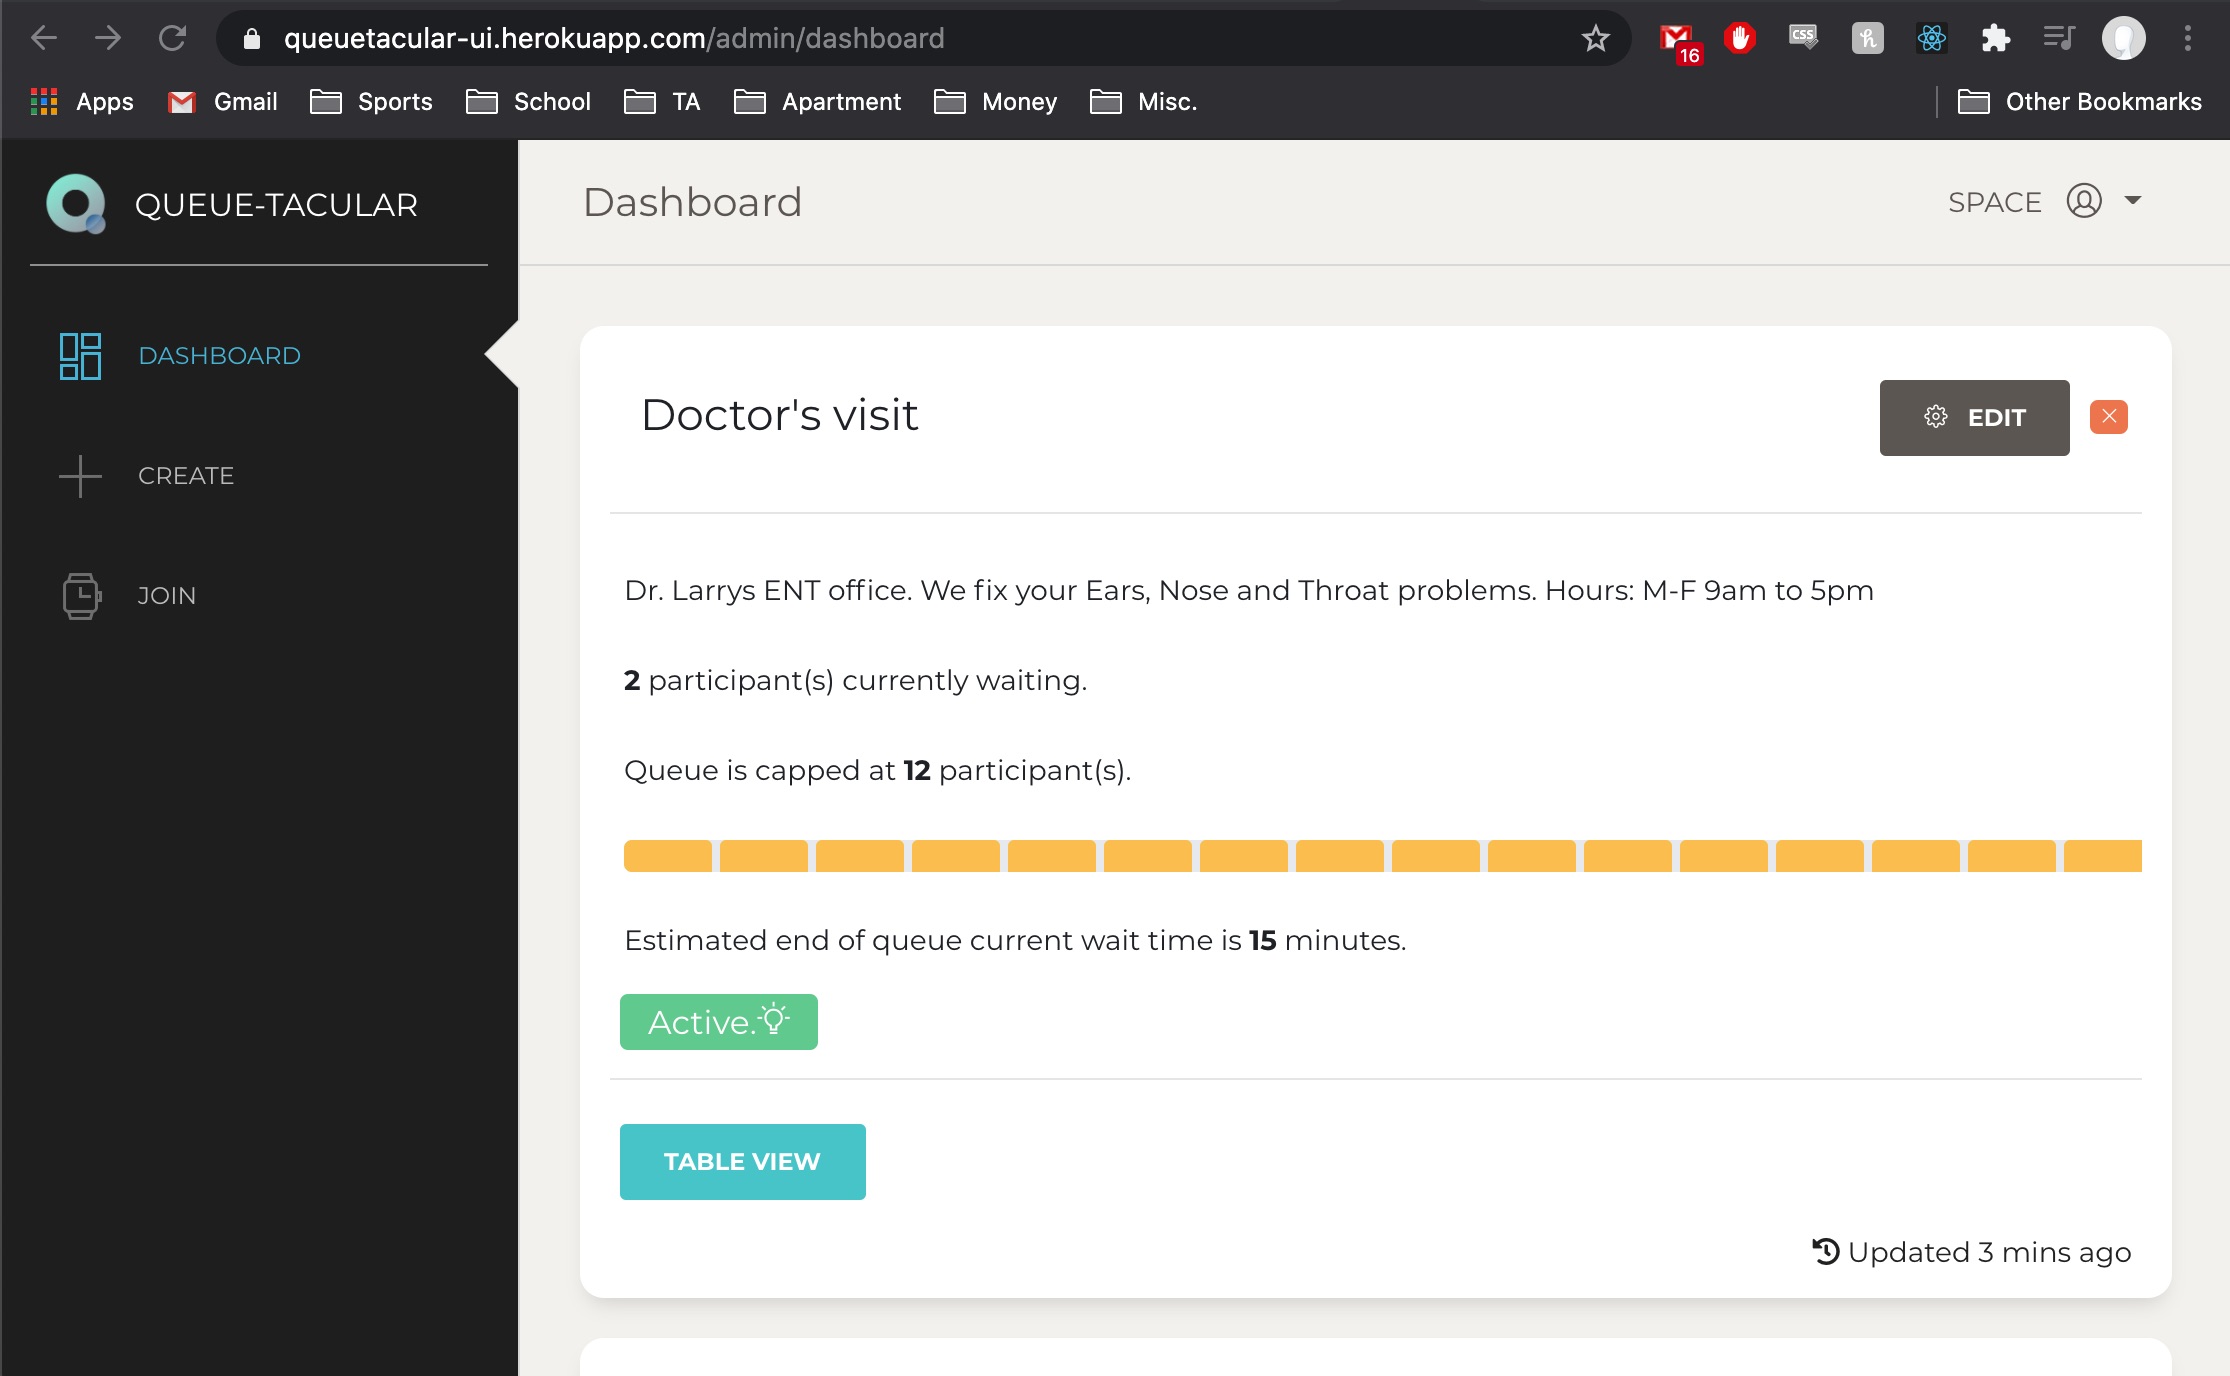 queuetacular-ui.herokuapp.com/admin/dashboard
16
CSS
h
Apps Gmail Sports School TA Apartment Money Misc. Other Bookmarks
QUEUE-TACULAR
Dashboard
SPACE
DASHBOARD
CREATE
JOIN
Doctor's visit
EDIT
Dr. Larrys ENT office. We fix your Ears, Nose and Throat problems. Hours: M-F 9am to 5pm
2 participant(s) currently waiting.
Queue is capped at 12 participant(s).
Estimated end of queue current wait time is 15 minutes.
Active.
TABLE VIEW
Updated 3 mins ago